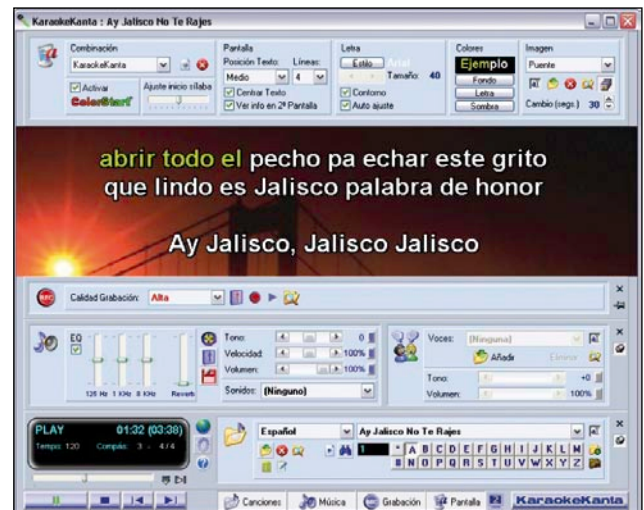 KaraokeKanta : Ay Jalisco No Te Rajes
Combinación
KaraokeKanta
Activar
ColorStart
Ajuste inicio sílaba
Pantalla
Posición Texto: Líneas:
Medio 4
Centrar Texto
Ver info en 2ª Pantalla
Letra
Estilo Arial
Tamaño: 40
Contorno
Auto ajuste
Colores
Ejemplo
Fondo
Letra
Sombra
Imagen
Puente
Cambio (segs.) 30
abrir todo el pecho pa echar este grito
que lindo es Jalisco palabra de honor
Ay Jalisco, Jalisco Jalisco
REC Calidad Grabación: Alta
EQ
125 Hz 1 KHz 8 KHz Reverb
Tono: 0
Velocidad: 100%
Volumen: 100%
Sonidos: (Ninguno)
Voces: (Ninguna)
Añadir Eliminar
Tono: +0
Volumen: 100%
PLAY 01:32 (03:38)
Tempo: 120 Compás: 3 - 4/4
Español Ay Jalisco No Te Rajes
1 * A B C D E F G H I J K L M
# N O P Q R S T U V W X Y Z
Canciones Música Grabación Pantalla KaraokeKanta